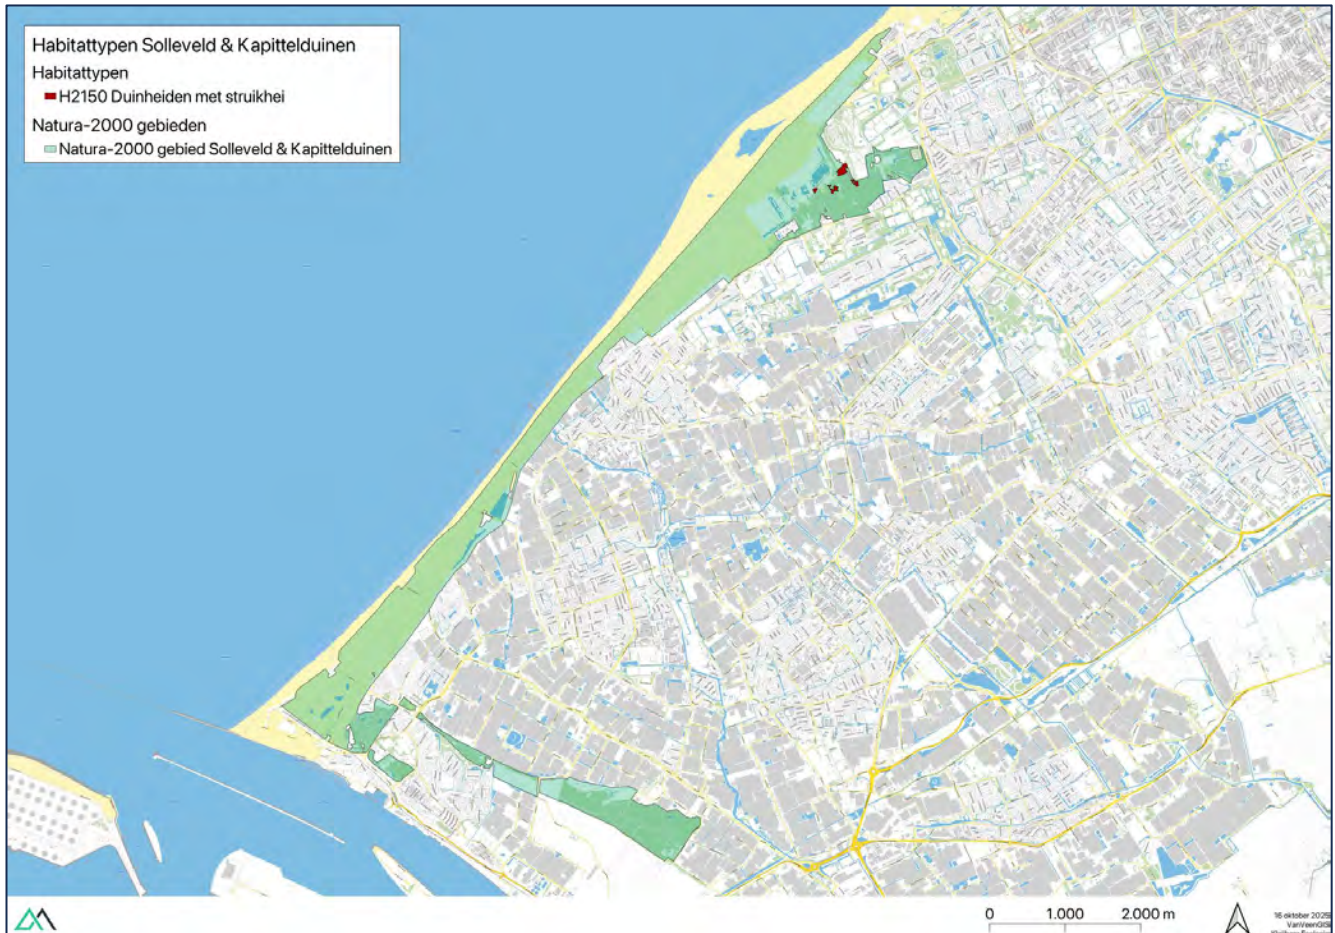 Habitattypen Solleveld & Kapittelduinen
Habitattypen
H2150 Duinheiden met struikhei
Natura-2000 gebieden
Natura-2000 gebied Solleveld & Kapittelduinen
0 1.000 2.000 m
16 oktober 2025
VanVeenGIS